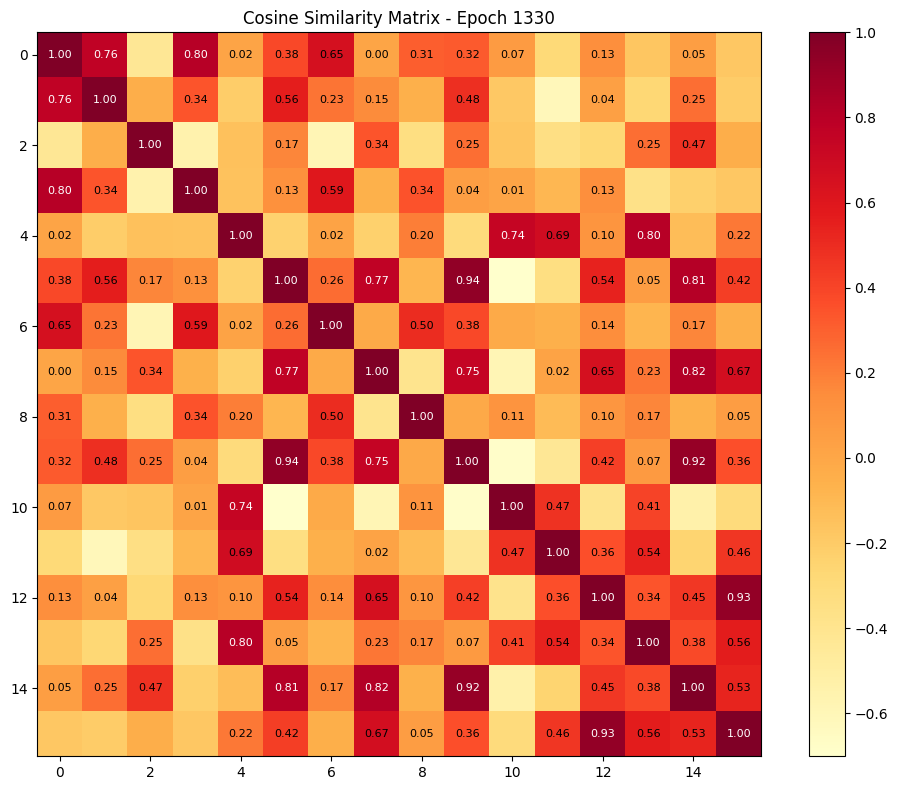 Cosine Similarity Matrix - Epoch 1330
0 1.00 0.76 0.80 0.02 0.38 0.65 0.00 0.31 0.32 0.07 0.13 0.05
0.76 1.00 0.34 0.56 0.23 0.15 0.48 0.04 0.25
2 1.00 0.17 0.34 0.25 0.25 0.47
0.80 0.34 1.00 0.13 0.59 0.34 0.04 0.01 0.13
4 0.02 1.00 0.02 0.20 0.74 0.69 0.10 0.80 0.22
0.38 0.56 0.17 0.13 1.00 0.26 0.77 0.94 0.54 0.05 0.81 0.42
6 0.65 0.23 0.59 0.02 0.26 1.00 0.50 0.38 0.14 0.17
0.00 0.15 0.34 0.77 1.00 0.75 0.02 0.65 0.23 0.82 0.67
8 0.31 0.34 0.20 0.50 1.00 0.11 0.10 0.17 0.05
0.32 0.48 0.25 0.04 0.94 0.38 0.75 1.00 0.42 0.07 0.92 0.36
10 0.07 0.01 0.74 0.11 1.00 0.47 0.41
0.69 0.02 0.47 1.00 0.36 0.54 0.46
12 0.13 0.04 0.13 0.10 0.54 0.14 0.65 0.10 0.42 0.36 1.00 0.34 0.45 0.93
0.25 0.80 0.05 0.23 0.17 0.07 0.41 0.54 0.34 1.00 0.38 0.56
14 0.05 0.25 0.47 0.81 0.17 0.82 0.92 0.45 0.38 1.00 0.53
0.22 0.42 0.67 0.05 0.36 0.46 0.93 0.56 0.53 1.00
0 2 4 6 8 10 12 14
1.0
0.8
0.6
0.4
0.2
0.0
−0.2
−0.4
−0.6